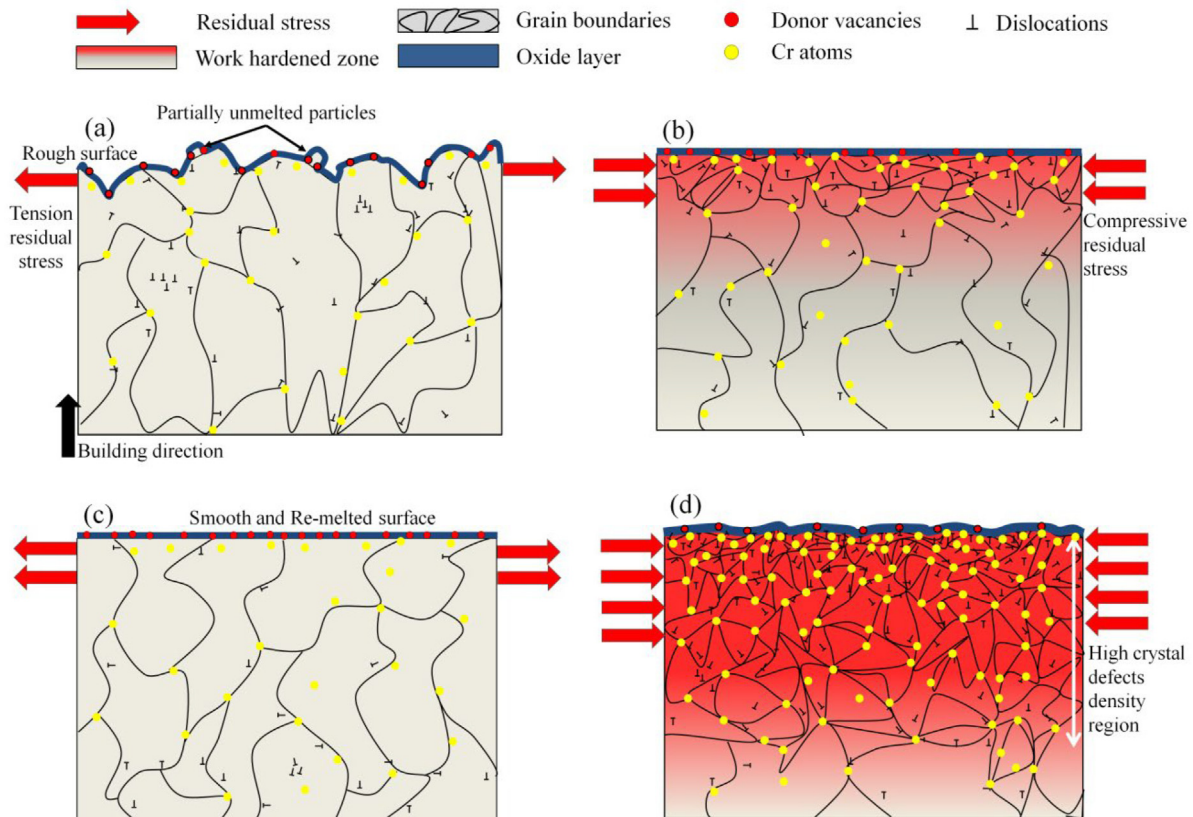 Residual stress
Grain boundaries
Donor vacancies
Dislocations
Work hardened zone
Oxide layer
Cr atoms
(a)
Partially unmelted particles
Rough surface
Tension
residual
stress
Building direction
(b)
Compressive
residual
stress
(c)
Smooth and Re-melted surface
(d)
High crystal
defects
density
region